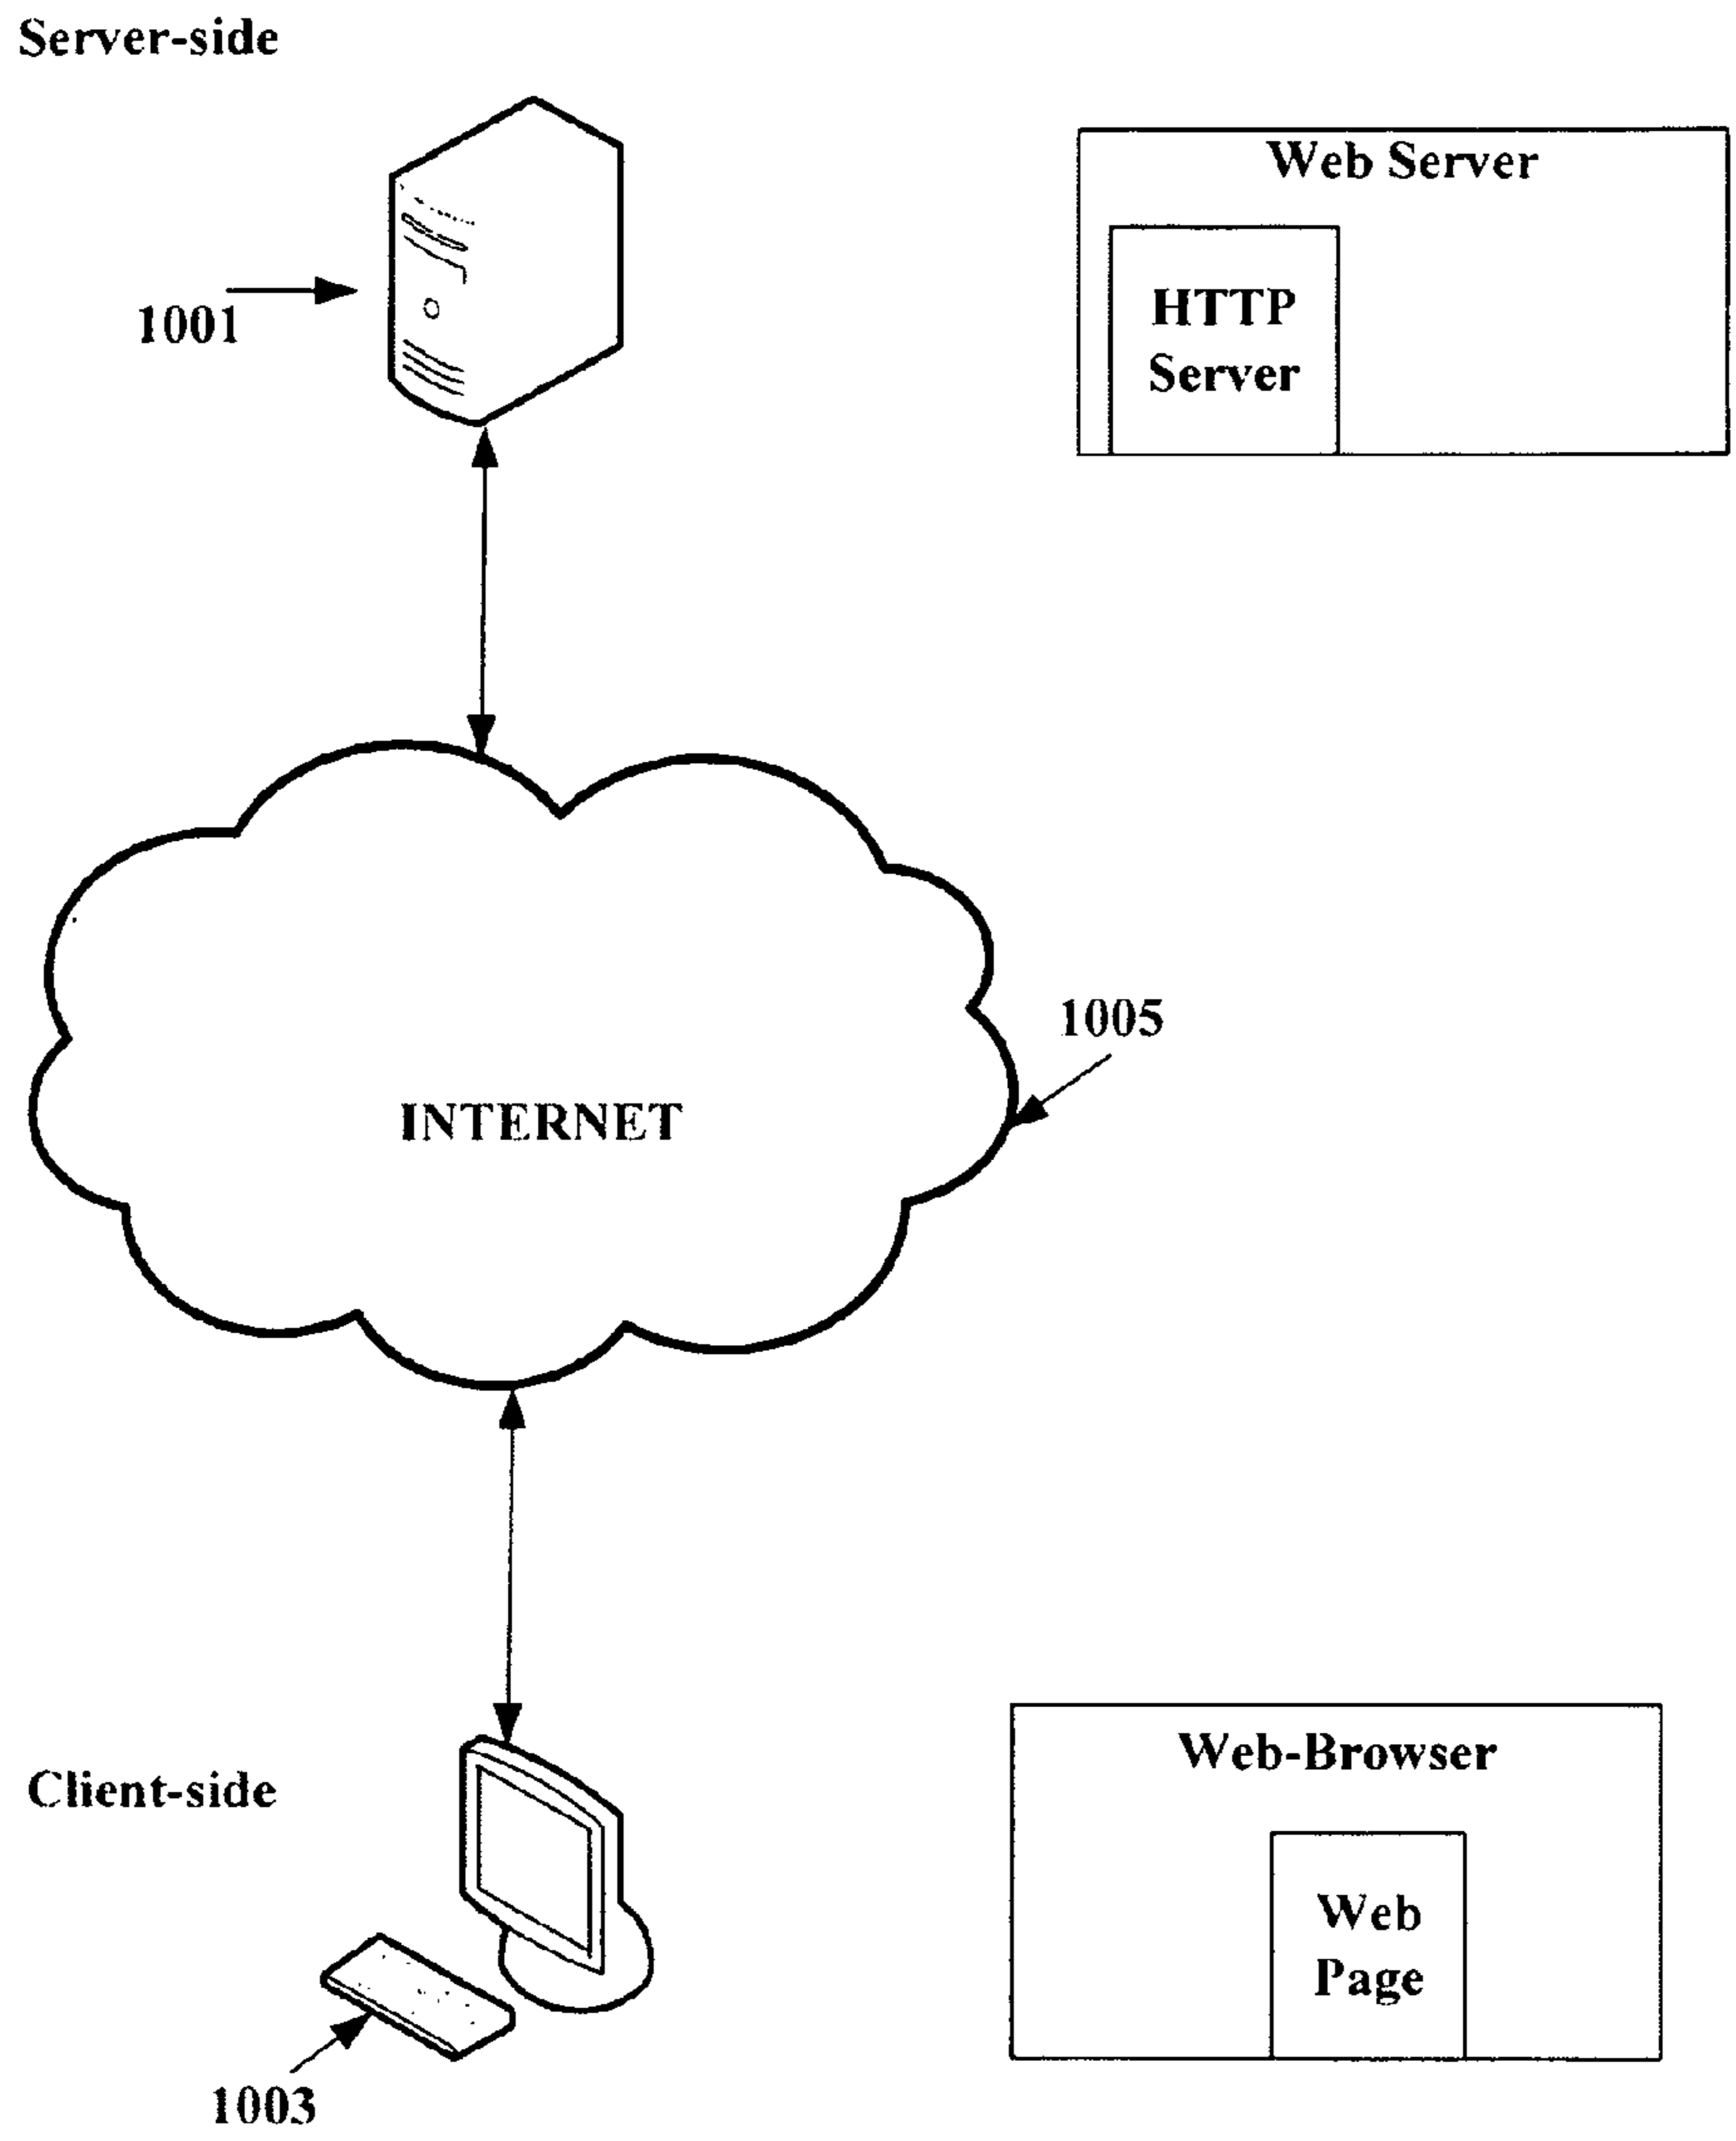 Server-side
Web Server
HTTP
Server
1001
1005
INTERNET
Client-side
Web-Browser
Web
Page
1003